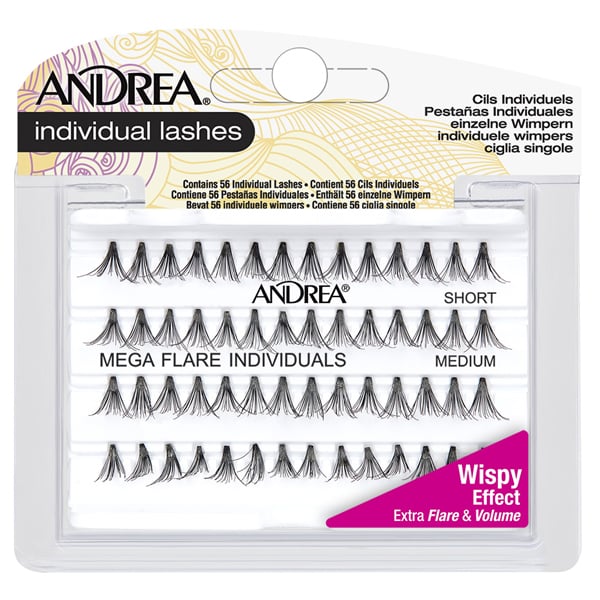 ANDREA®
individual lashes
Cils Individuels
Pestañas Individuales
einzelne Wimpern
individuele wimpers
ciglia singole
Contains 56 Individual Lashes • Contient 56 Cils Individuels
Contiene 56 Pestañas Individuales • Enthält 56 einzelne Wimpern
Bevat 56 individuele wimpers • Contiene 56 ciglia singole
ANDREA®
SHORT
MEGA FLARE INDIVIDUALS
MEDIUM
Wispy
Effect
Extra Flare & Volume